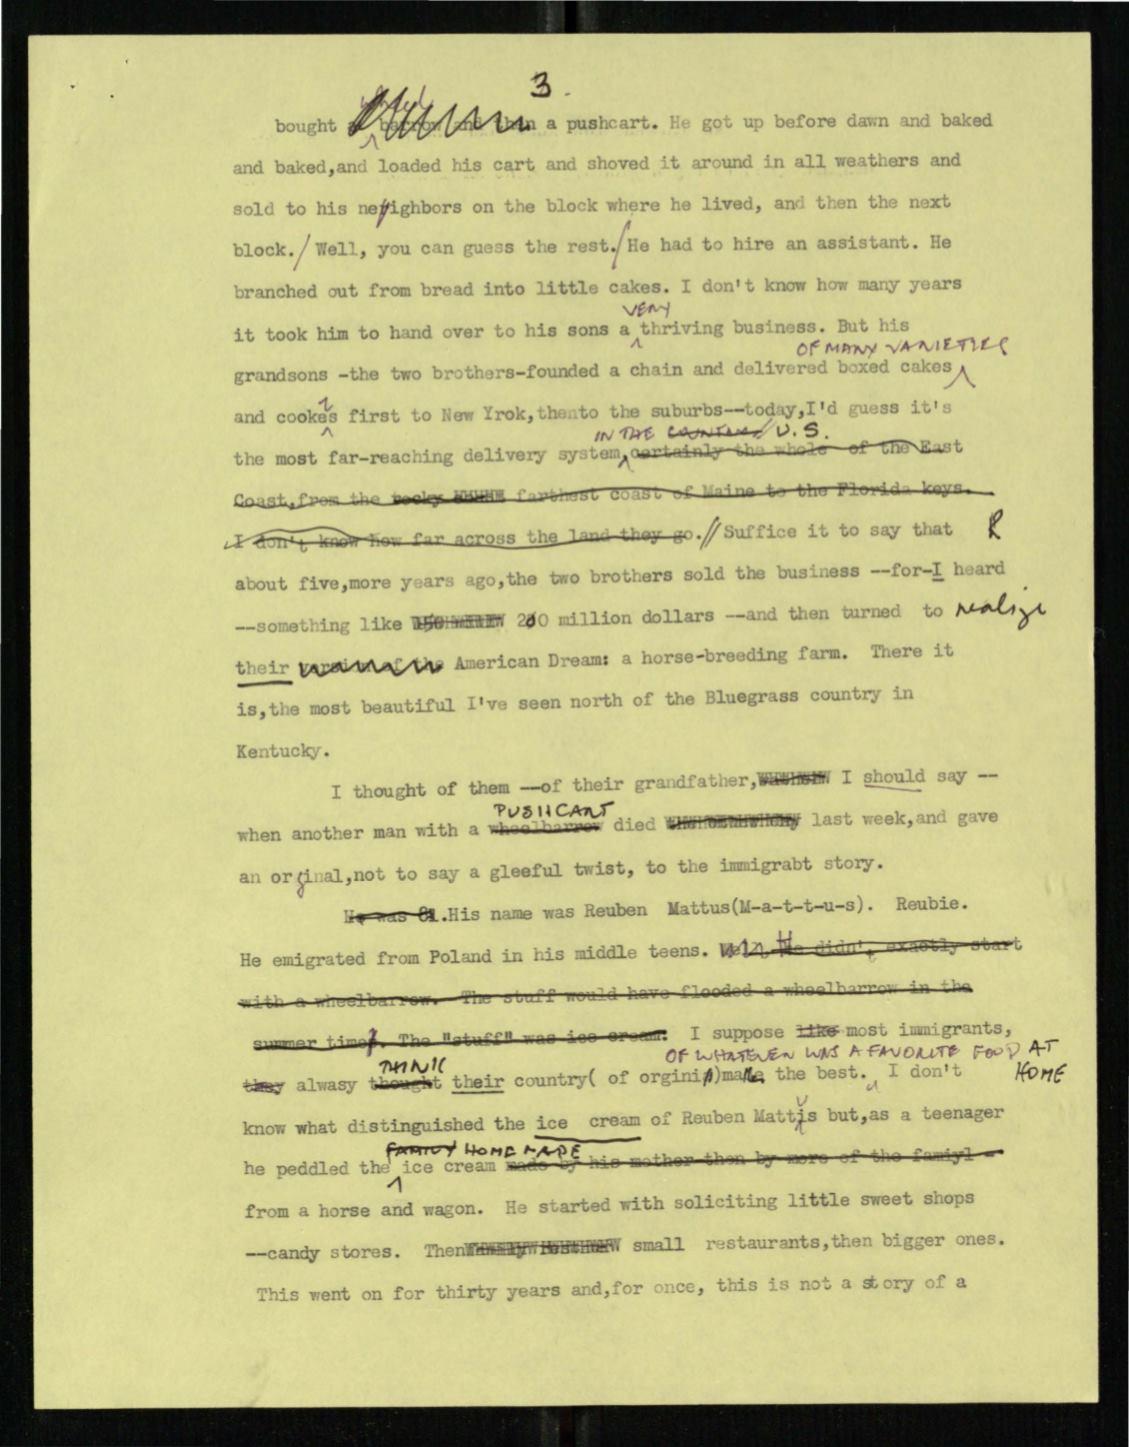 3.
bought a pushcart. He got up before dawn and baked
and baked,and loaded his cart and shoved it around in all weathers and
sold to his neighbors on the block where he lived, and then the next
block./ Well, you can guess the rest./He had to hire an assistant. He
branched out from bread into little cakes. I don't know how many years
VERY
it took him to hand over to his sons a thriving business. But his
OF MANY VARIETIES
grandsons -the two brothers-founded a chain and delivered boxed cakes
and cookes first to New Yrok,thento the suburbs--today,I'd guess it's
IN THE U.S.
the most far-reaching delivery system,certainly the whole of the East
Coast,from the rocky farthest coast of Maine to the Florida keys.
I don't know how far across the land they go.//Suffice it to say that
about five,more years ago,the two brothers sold the business --for-I heard
--something like 200 million dollars --and then turned to realize
their American Dream: a horse-breeding farm. There it
is,the most beautiful I've seen north of the Bluegrass country in
Kentucky.
I thought of them --of their grandfather, I should say --
PUSHCART
when another man with a wheelbarrow died last week,and gave
an orginal,not to say a gleeful twist, to the immigrabt story.
He was 81.His name was Reuben Mattus(M-a-t-t-u-s). Reubie.
He emigrated from Poland in his middle teens. Well He didn't exactly start
with a wheelbarrow. The stuff would have flooded a wheelbarrow in the
summer time. The "stuff" was ice cream. I suppose like most immigrants,
OF WHATEVER WAS A FAVORITE FOOD AT HOME
THINK
they alwasy thought their country( of orgini)made the best. I don't
know what distinguished the ice cream of Reuben Mattis but,as a teenager
FAMILY HOMEMADE
he peddled the ice cream made by his mother then by more of the famiyl -
from a horse and wagon. He started with soliciting little sweet shops
--candy stores. Then small restaurants,then bigger ones.
This went on for thirty years and,for once, this is not a story of a